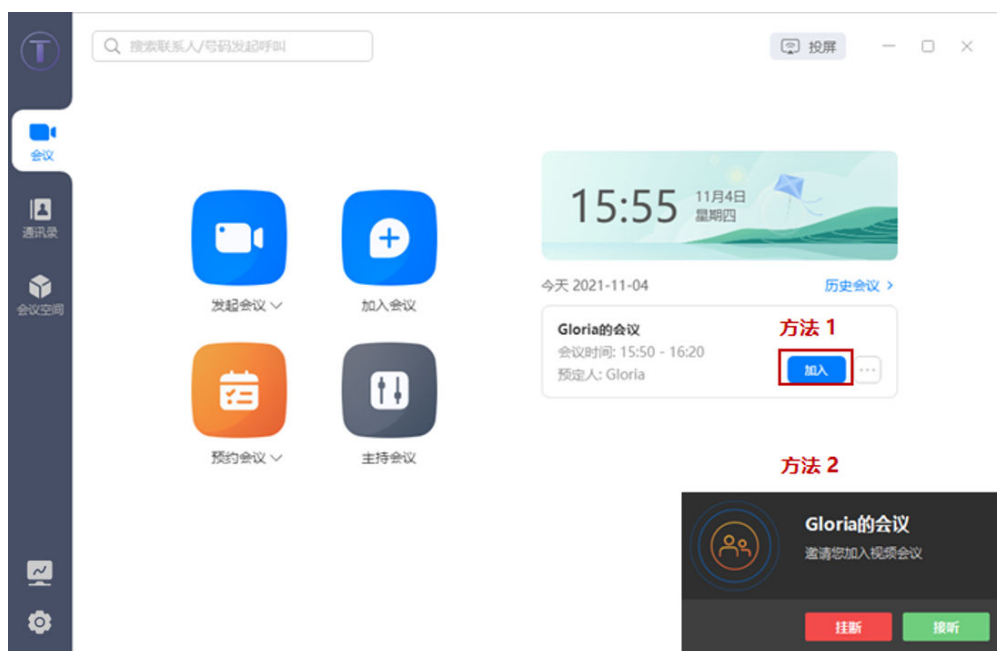 搜索联系人/号码发起呼叫
投屏
会议
通讯录
会议空间
发起会议
加入会议
预约会议
主持会议
15:55
11月4日
星期四
今天 2021-11-04
历史会议
Gloria的会议
会议时间: 15:50 - 16:20
预定人: Gloria
方法 1
加入
方法 2
Gloria的会议
邀请您加入视频会议
挂断
接听